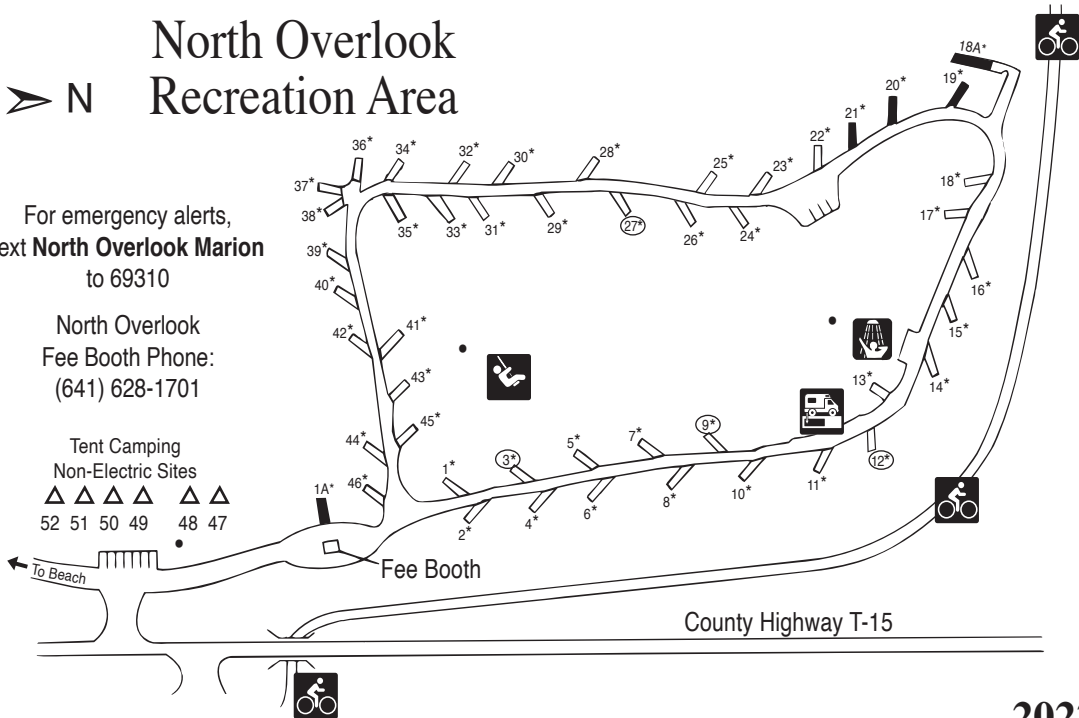 North Overlook
Recreation Area
N
For emergency alerts,
North Overlook Marion
to 69310
North Overlook
Fee Booth Phone:
(641) 628-1701
Tent Camping
Non-Electric Sites
52 51 50 49 48 47
To Beach
Fee Booth
County Highway T-15
18A*
19*
20*
21*
22*
23*
25*
28*
30*
32*
34*
36*
37*
38*
35*
33*
31*
29*
27*
26*
24*
18*
17*
16*
15*
14*
13*
39*
40*
42*
41*
43*
45*
44*
46*
1A*
1*
3*
5*
7*
9*
2*
4*
6*
8*
10*
11*
12*